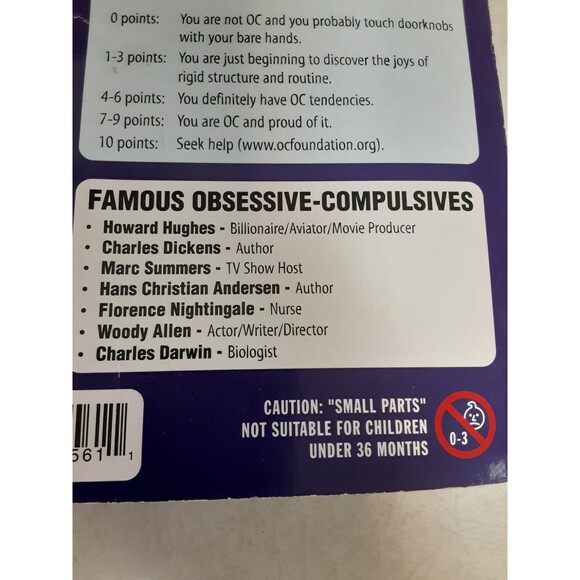 0 points: You are not OC and you probably touch doorknobs
with your bare hands.
1-3 points: You are just beginning to discover the joys of
rigid structure and routine.
4-6 points: You definitely have OC tendencies.
7-9 points: You are OC and proud of it.
10 points: Seek help (www.ocfoundation.org).
FAMOUS OBSESSIVE-COMPULSIVES
• Howard Hughes - Billionaire/Aviator/Movie Producer
• Charles Dickens - Author
• Marc Summers - TV Show Host
• Hans Christian Andersen - Author
• Florence Nightingale - Nurse
• Woody Allen - Actor/Writer/Director
• Charles Darwin - Biologist
561 1
CAUTION: "SMALL PARTS"
NOT SUITABLE FOR CHILDREN
UNDER 36 MONTHS
0-3